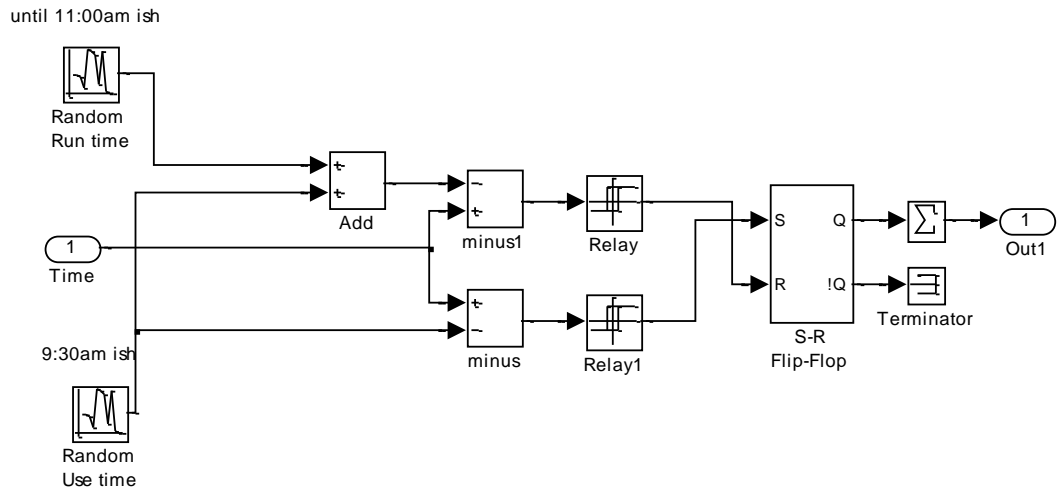 until 11:00am ish
Random
Run time
+
+
Add
−
+
minus1
Relay
1
Time
+
−
minus
Relay1
S
Q
R
!Q
S-R
Flip-Flop
Σ
1
Out1
Terminator
9:30am ish
Random
Use time